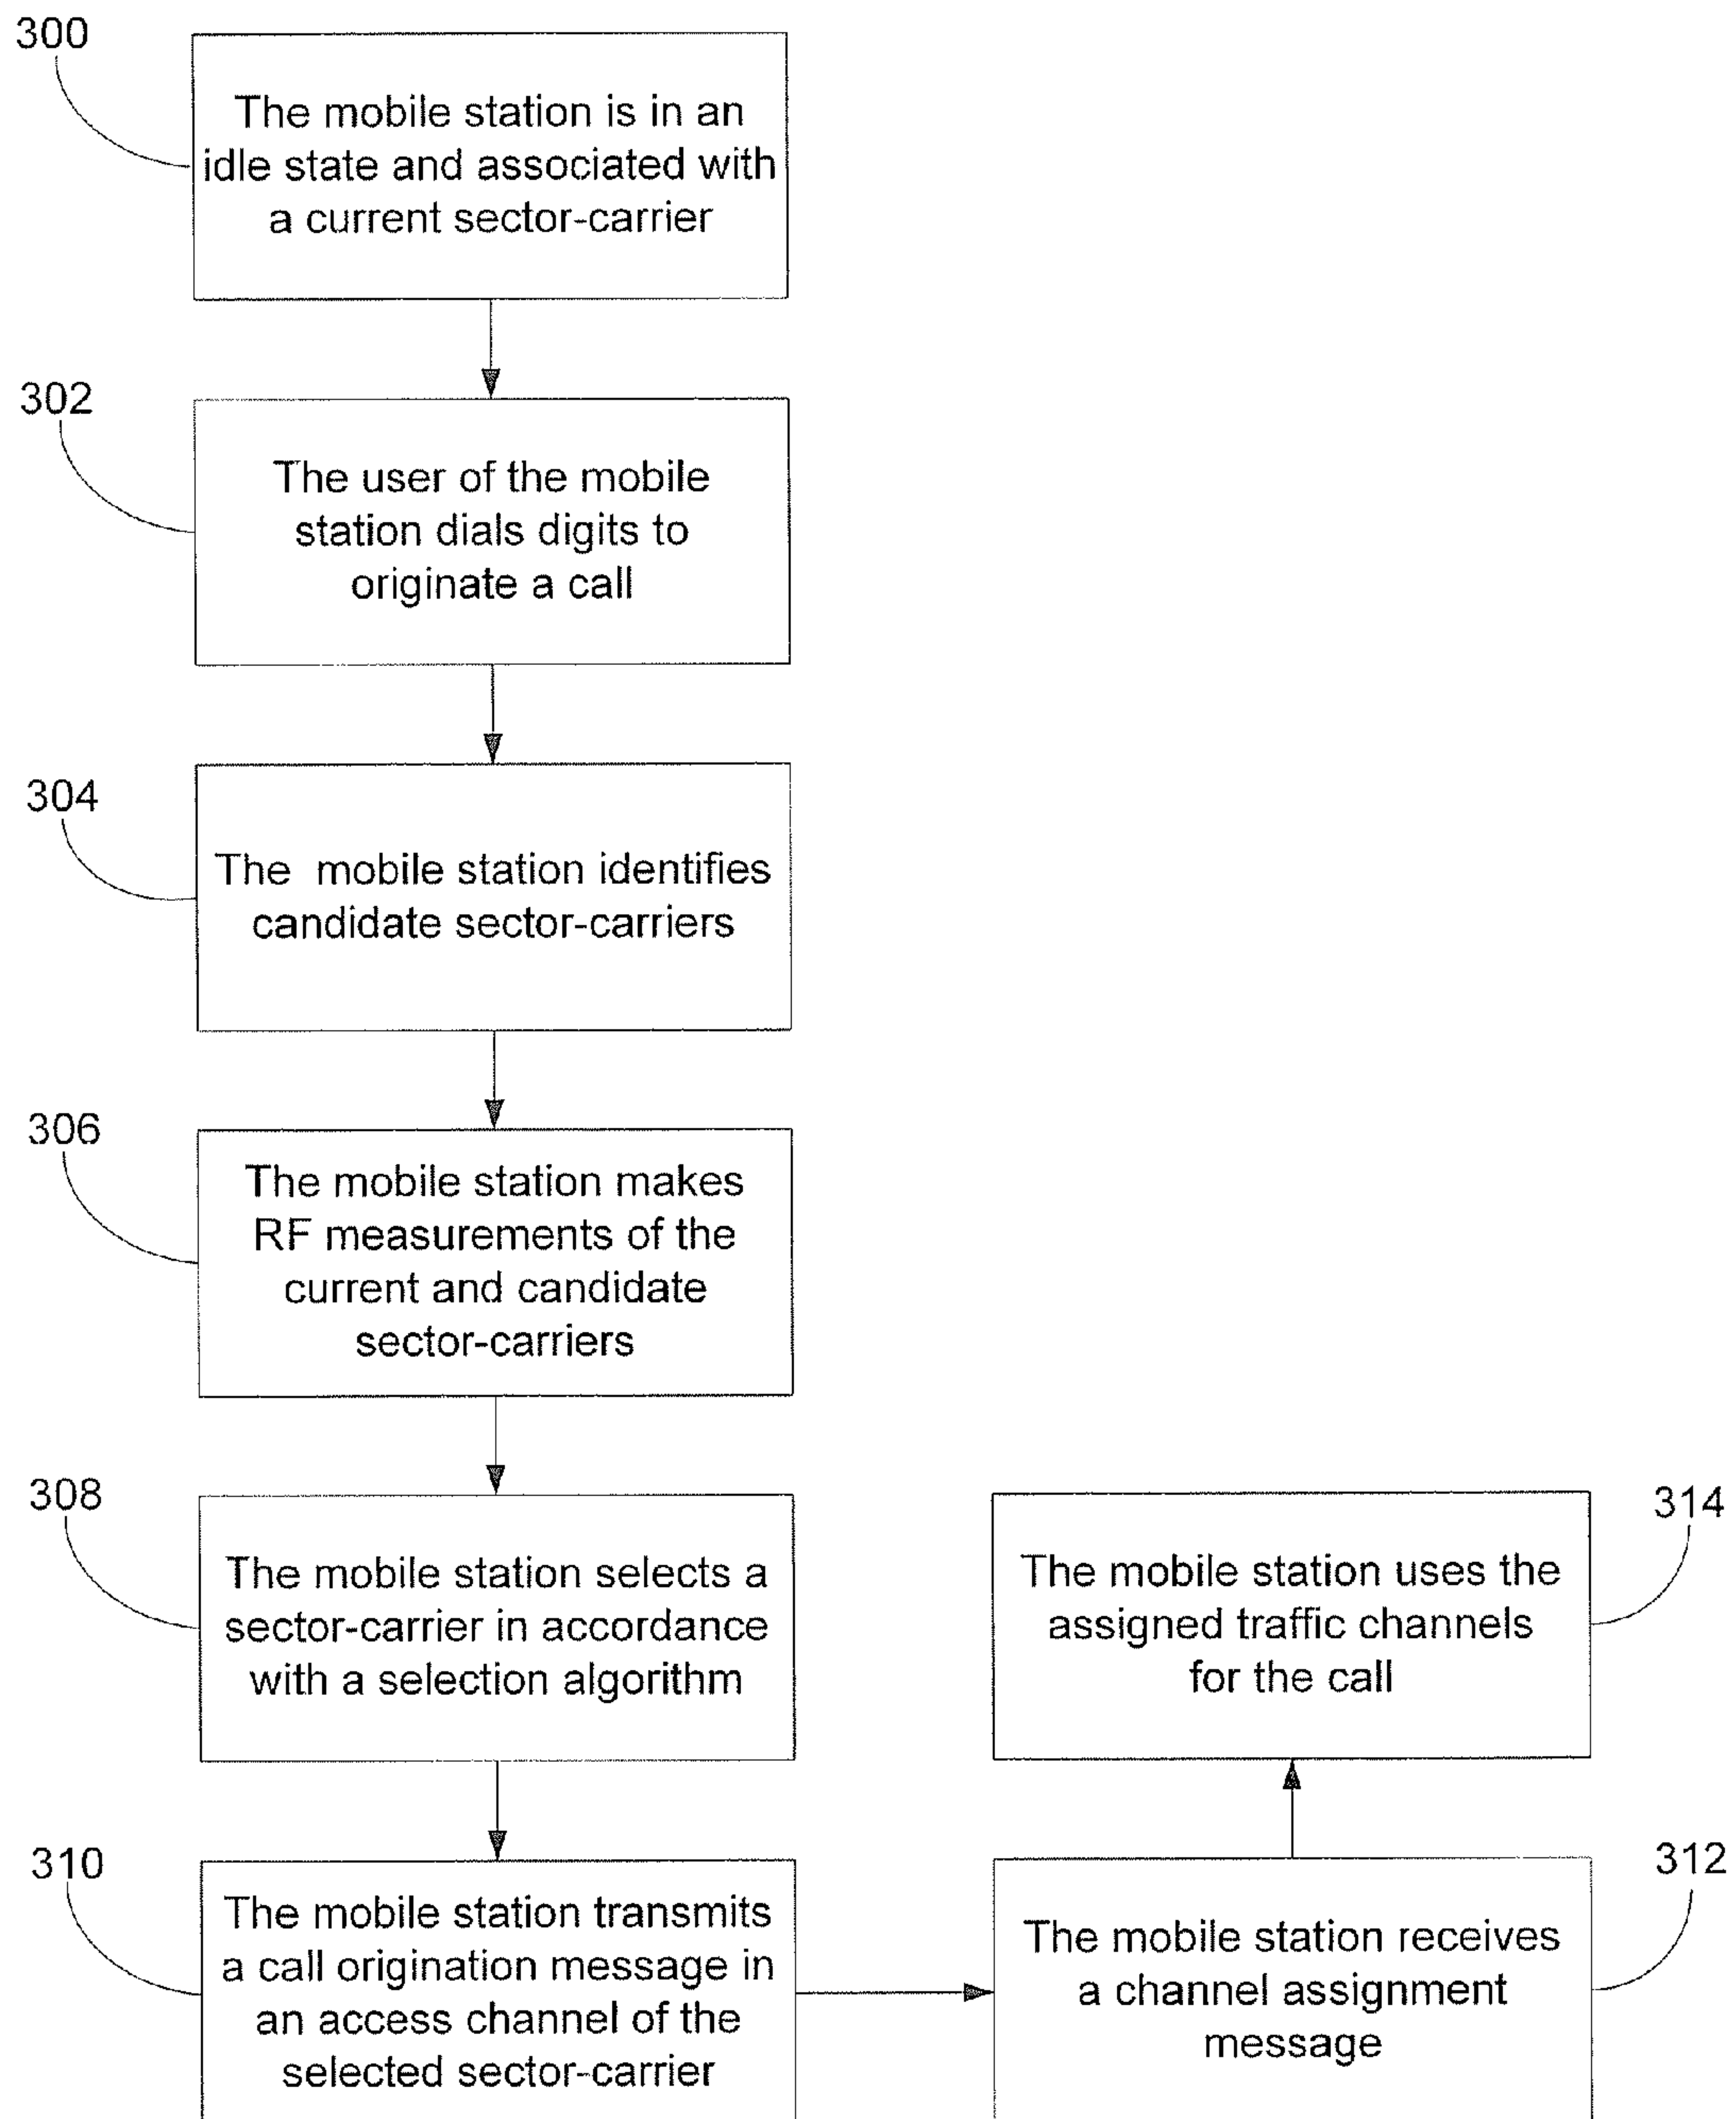 300
The mobile station is in an
idle state and associated with
a current sector-carrier
302
The user of the mobile
station dials digits to
originate a call
304
The mobile station identifies
candidate sector-carriers
306
The mobile station makes
RF measurements of the
current and candidate
sector-carriers
308
The mobile station selects a
sector-carrier in accordance
with a selection algorithm
310
The mobile station transmits
a call origination message in
an access channel of the
selected sector-carrier
312
The mobile station receives
a channel assignment
message
314
The mobile station uses the
assigned traffic channels
for the call